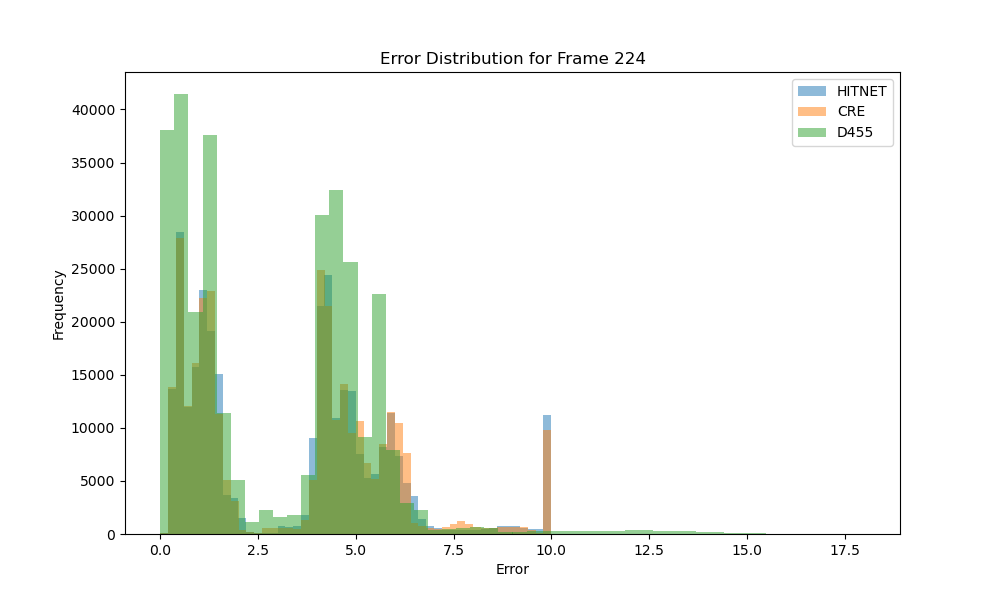 Error Distribution for Frame 224
HITNET
CRE
D455
40000
35000
30000
25000
20000
15000
10000
5000
0
Frequency
0.0 2.5 5.0 7.5 10.0 12.5 15.0 17.5
Error